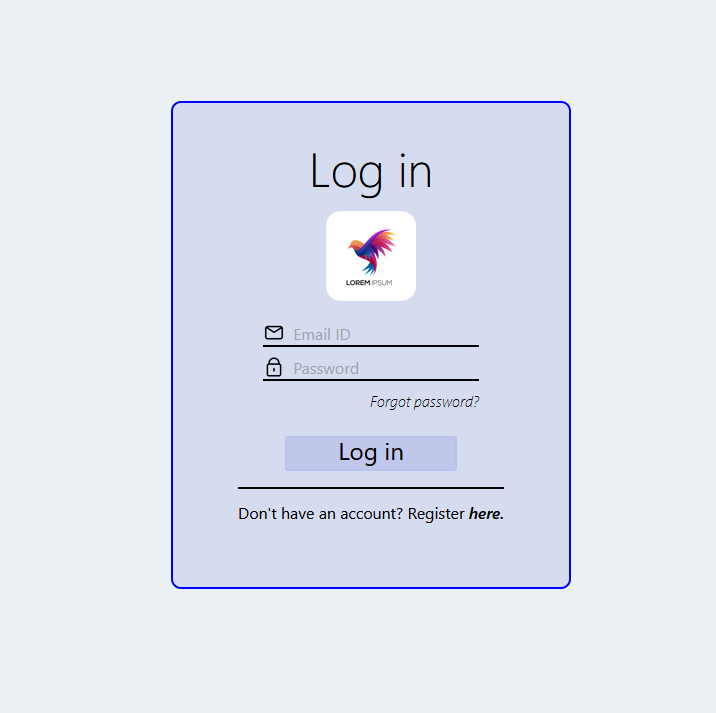 Log in
LOREM IPSUM
Email ID
Password
Forgot password?
Log in
Don't have an account? Register here.